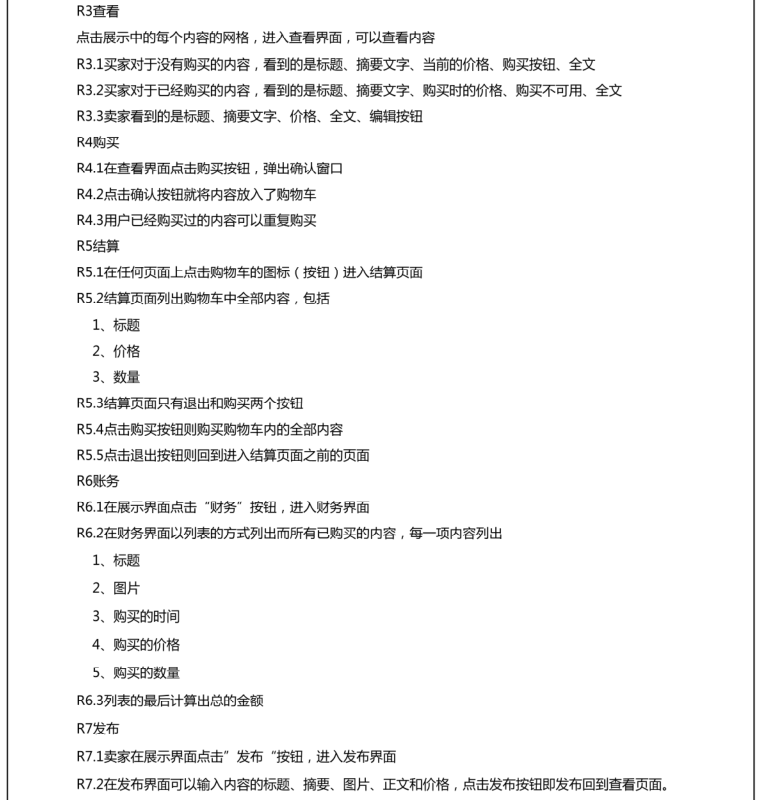 R3查看
点击展示中的每个内容的网格，进入查看界面，可以查看内容
R3.1买家对于没有购买的内容，看到的是标题、摘要文字、当前的价格、购买按钮、全文
R3.2买家对于已经购买的内容，看到的是标题、摘要文字、购买时的价格、购买不可用、全文
R3.3卖家看到的是标题、摘要文字、价格、全文、编辑按钮
R4购买
R4.1在查看界面点击购买按钮，弹出确认窗口
R4.2点击确认按钮就将内容放入了购物车
R4.3用户已经购买过的内容可以重复购买
R5结算
R5.1在任何页面上点击购物车的图标（按钮）进入结算页面
R5.2结算页面列出购物车中全部内容，包括
1、标题
2、价格
3、数量
R5.3结算页面只有退出和购买两个按钮
R5.4点击购买按钮则购买购物车内的全部内容
R5.5点击退出按钮则回到进入结算页面之前的页面
R6账务
R6.1在展示界面点击“财务”按钮，进入财务界面
R6.2在财务界面以列表的方式列出而所有已购买的内容，每一项内容列出
1、标题
2、图片
3、购买的时间
4、购买的价格
5、购买的数量
R6.3列表的最后计算出总的金额
R7发布
R7.1卖家在展示界面点击”发布“按钮，进入发布界面
R7.2在发布界面可以输入内容的标题、摘要、图片、正文和价格，点击发布按钮即发布回到查看页面。